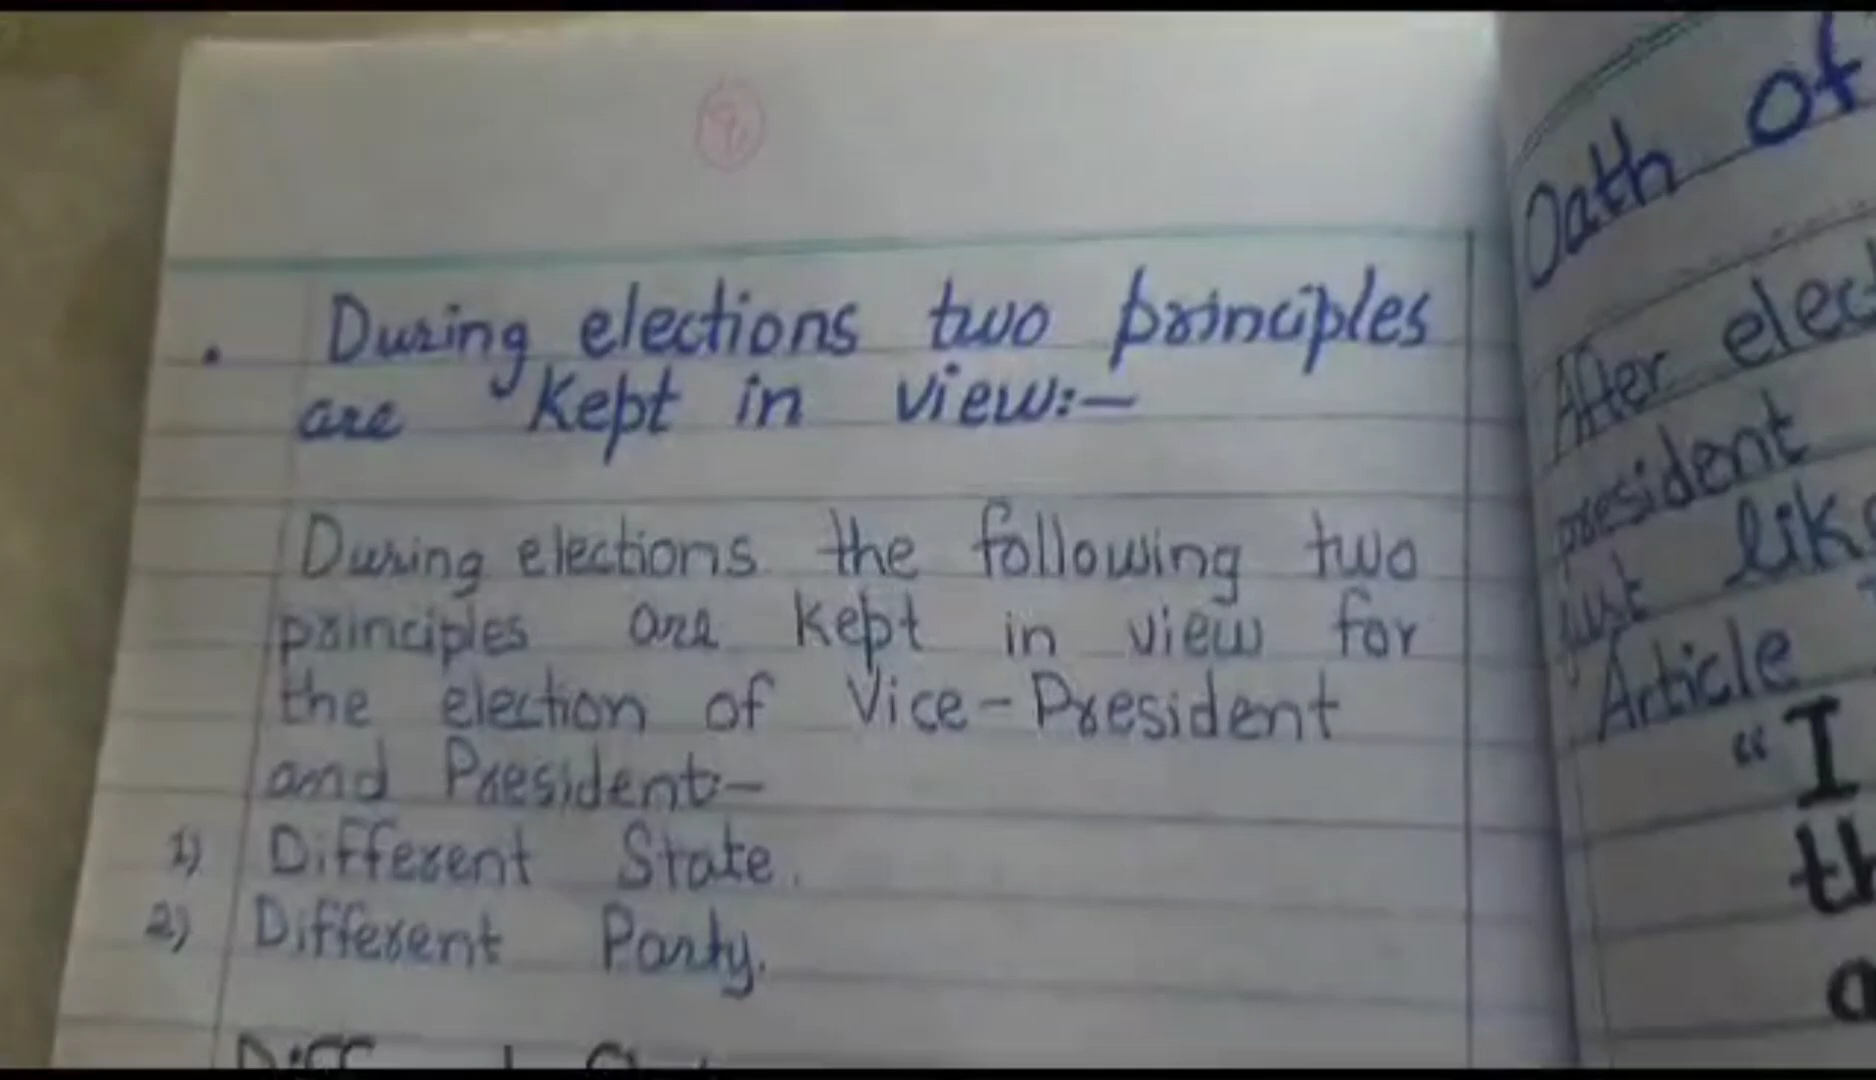 During elections two principles
are Kept in view:-
During elections the following two
principles are kept in view for
the election of Vice-President
and President:-
1) Different State.
2) Different Party.
Oath of
After elec
president
just like
Article
"I
th
a